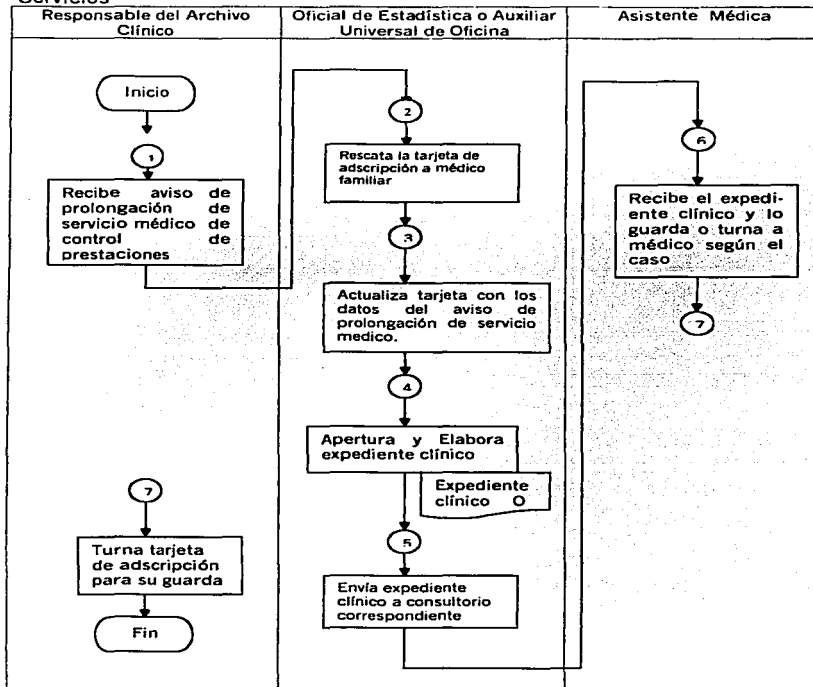 Servicios
Responsable del Archivo
Clínico
Oficial de Estadística o Auxiliar
Universal de Oficina
Asistente Médica
Inicio
1
Recibe aviso de
prolongación de
servicio médico de
control de
prestaciones
2
Rescata la tarjeta de
adscripción a médico
familiar
3
Actualiza tarjeta con los
datos del aviso de
prolongación de servicio
medico.
4
Apertura y Elabora
expediente clínico
Expediente
clínico O
5
Envía expediente
clínico a consultorio
correspondiente
6
Recibe el expedi-
ente clínico y lo
guarda o turna a
médico según el
caso
7
7
Turna tarjeta
de adscripción
para su guarda
Fin